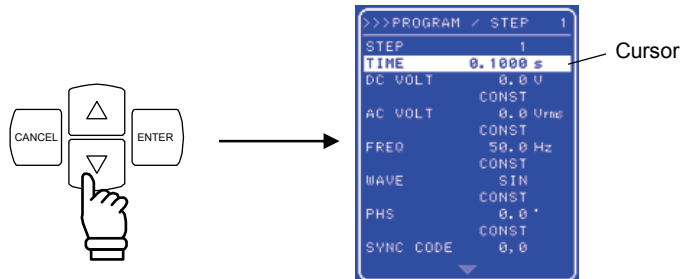 CANCEL
ENTER
>>>PROGRAM / STEP 1
STEP 1
TIME 0.1000 s
DC VOLT 0.0 V
CONST
AC VOLT 0.0 Vrms
CONST
FREQ 50.0 Hz
CONST
WAVE SIN
CONST
PHS 0.0 °
CONST
SYNC CODE 0,0
Cursor